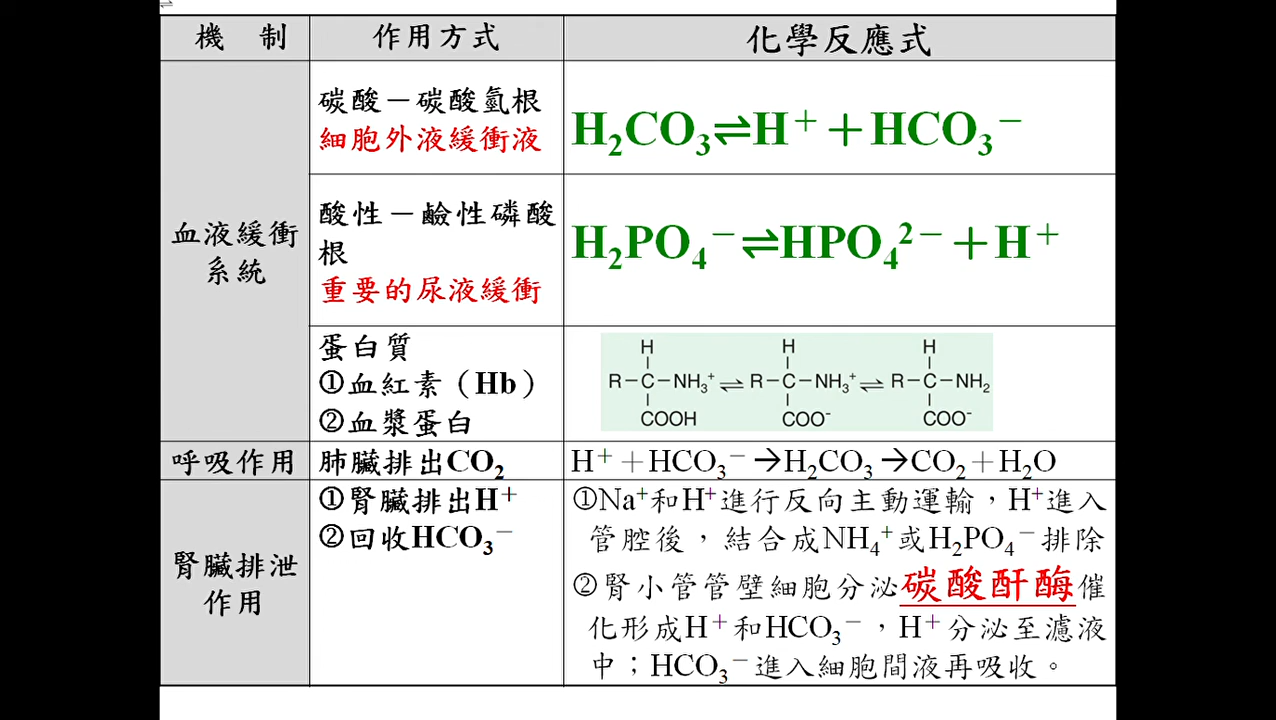 機 制
作用方式
化學反應式
血液緩衝
系統
碳酸－碳酸氫根
細胞外液緩衝液
H₂CO₃⇌H⁺＋HCO₃⁻
酸性－鹼性磷酸
根
重要的尿液緩衝
H₂PO₄⁻⇌HPO₄²⁻＋H⁺
蛋白質
①血紅素（Hb）
②血漿蛋白
H H H
R－C－NH₃⁺⇌R－C－NH₃⁺⇌R－C－NH₂
COOH COO⁻ COO⁻
呼吸作用
肺臟排出CO₂
H⁺＋HCO₃⁻→H₂CO₃→CO₂＋H₂O
腎臟排泄
作用
①腎臟排出H⁺
②回收HCO₃⁻
①Na⁺和H⁺進行反向主動運輸，H⁺進入
管腔後，結合成NH₄⁺或H₂PO₄⁻排除
②腎小管管壁細胞分泌碳酸酐酶催
化形成H⁺和HCO₃⁻，H⁺分泌至濾液
中；HCO₃⁻進入細胞間液再吸收。